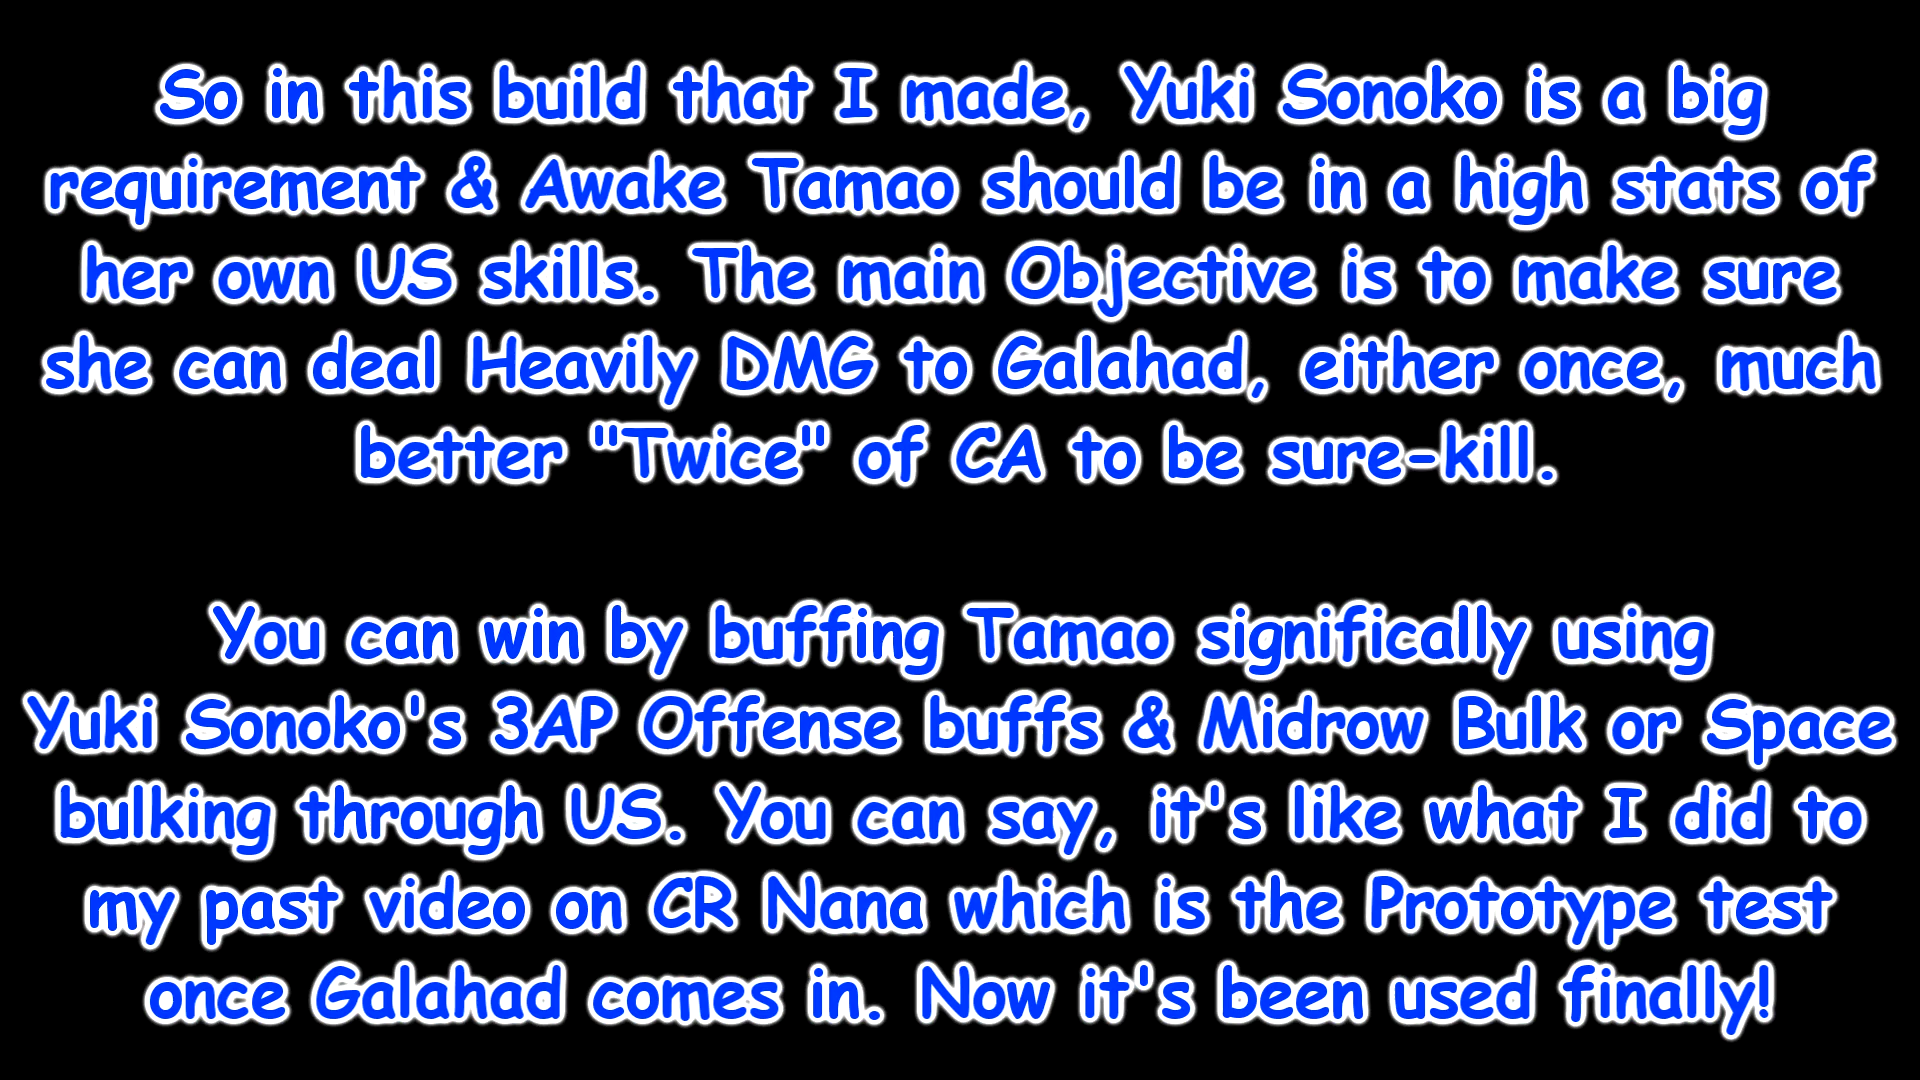 So in this build that I made, Yuki Sonoko is a big
requirement & Awake Tamao should be in a high stats of
her own US skills. The main Objective is to make sure
she can deal Heavily DMG to Galahad, either once, much
better "Twice" of CA to be sure-kill.
You can win by buffing Tamao significally using
Yuki Sonoko's 3AP Offense buffs & Midrow Bulk or Space
bulking through US. You can say, it's like what I did to
my past video on CR Nana which is the Prototype test
once Galahad comes in. Now it's been used finally!